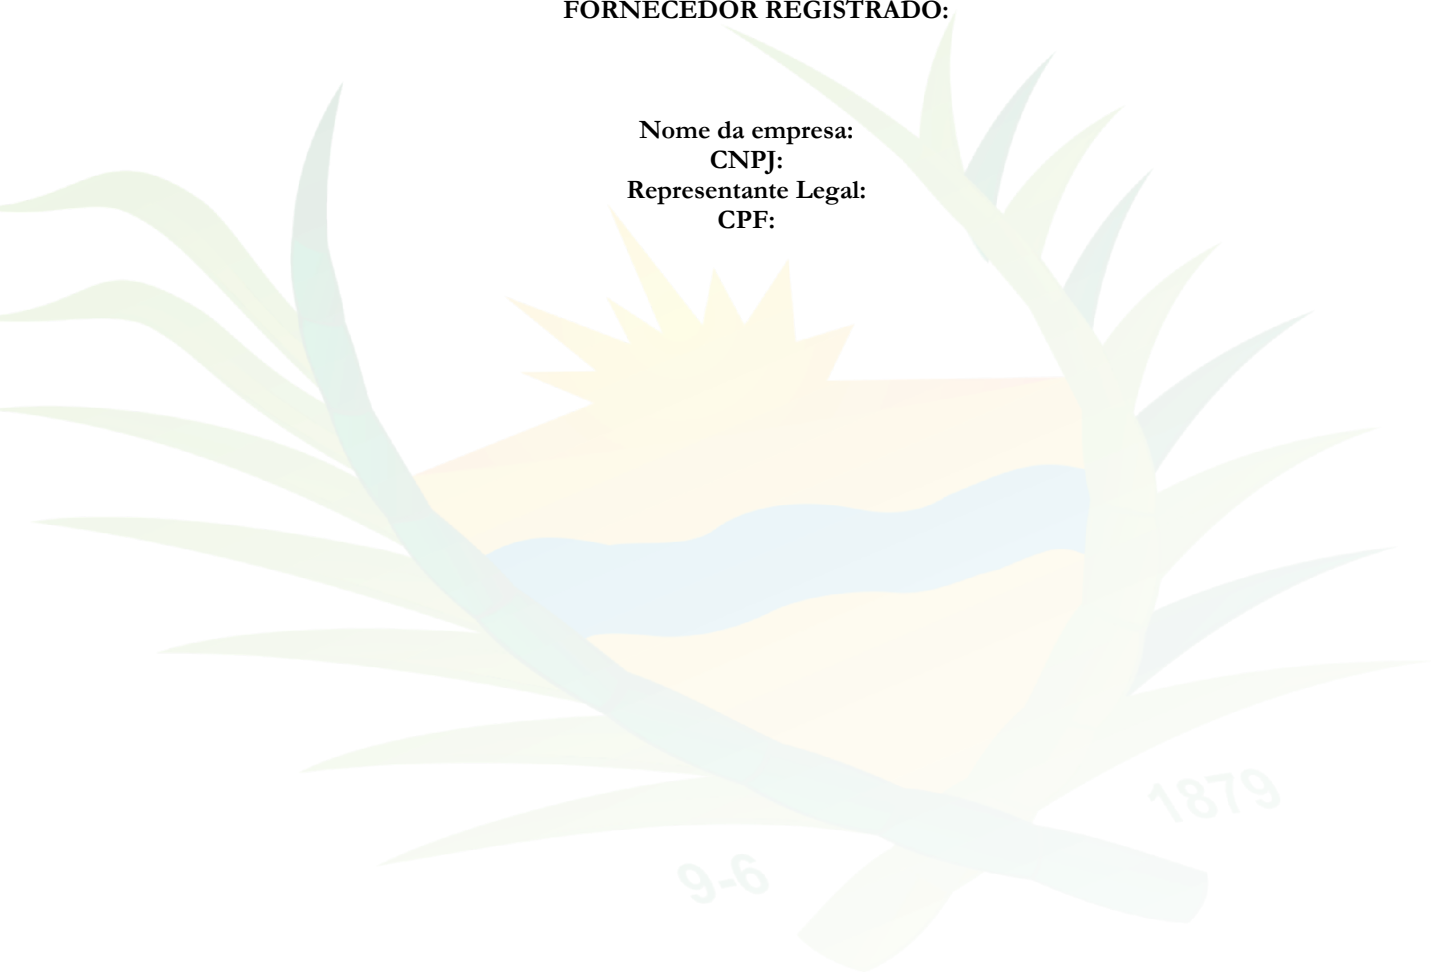 FORNECEDOR REGISTRADO:
Nome da empresa:
CNPJ:
Representante Legal:
CPF:
1879
9-6